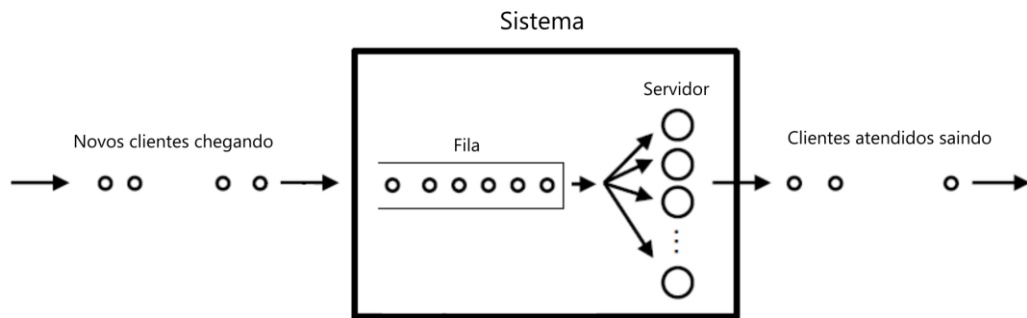 Sistema
Servidor
Novos clientes chegando
Fila
Clientes atendidos saindo